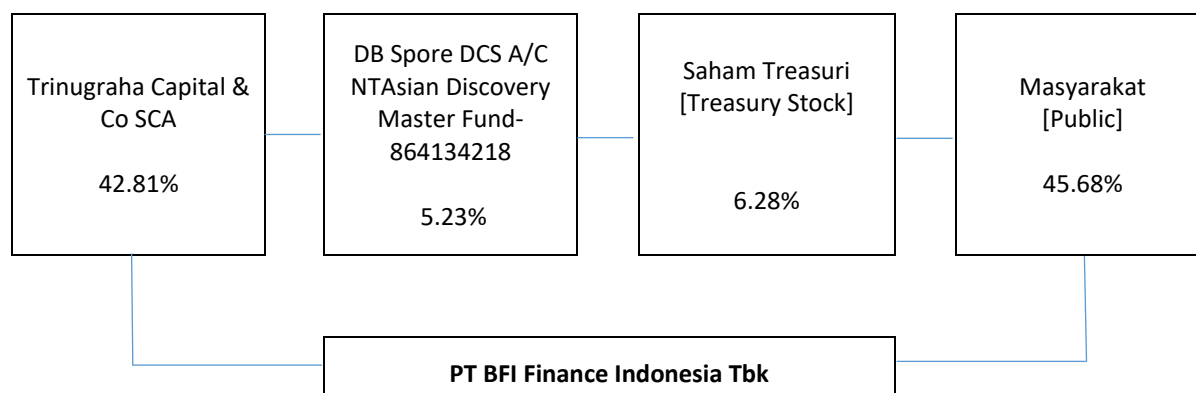 Trinugraha Capital &
Co SCA
42.81%
DB Spore DCS A/C
NTAsian Discovery
Master Fund-
864134218
5.23%
Saham Treasuri
[Treasury Stock]
6.28%
Masyarakat
[Public]
45.68%
PT BFI Finance Indonesia Tbk